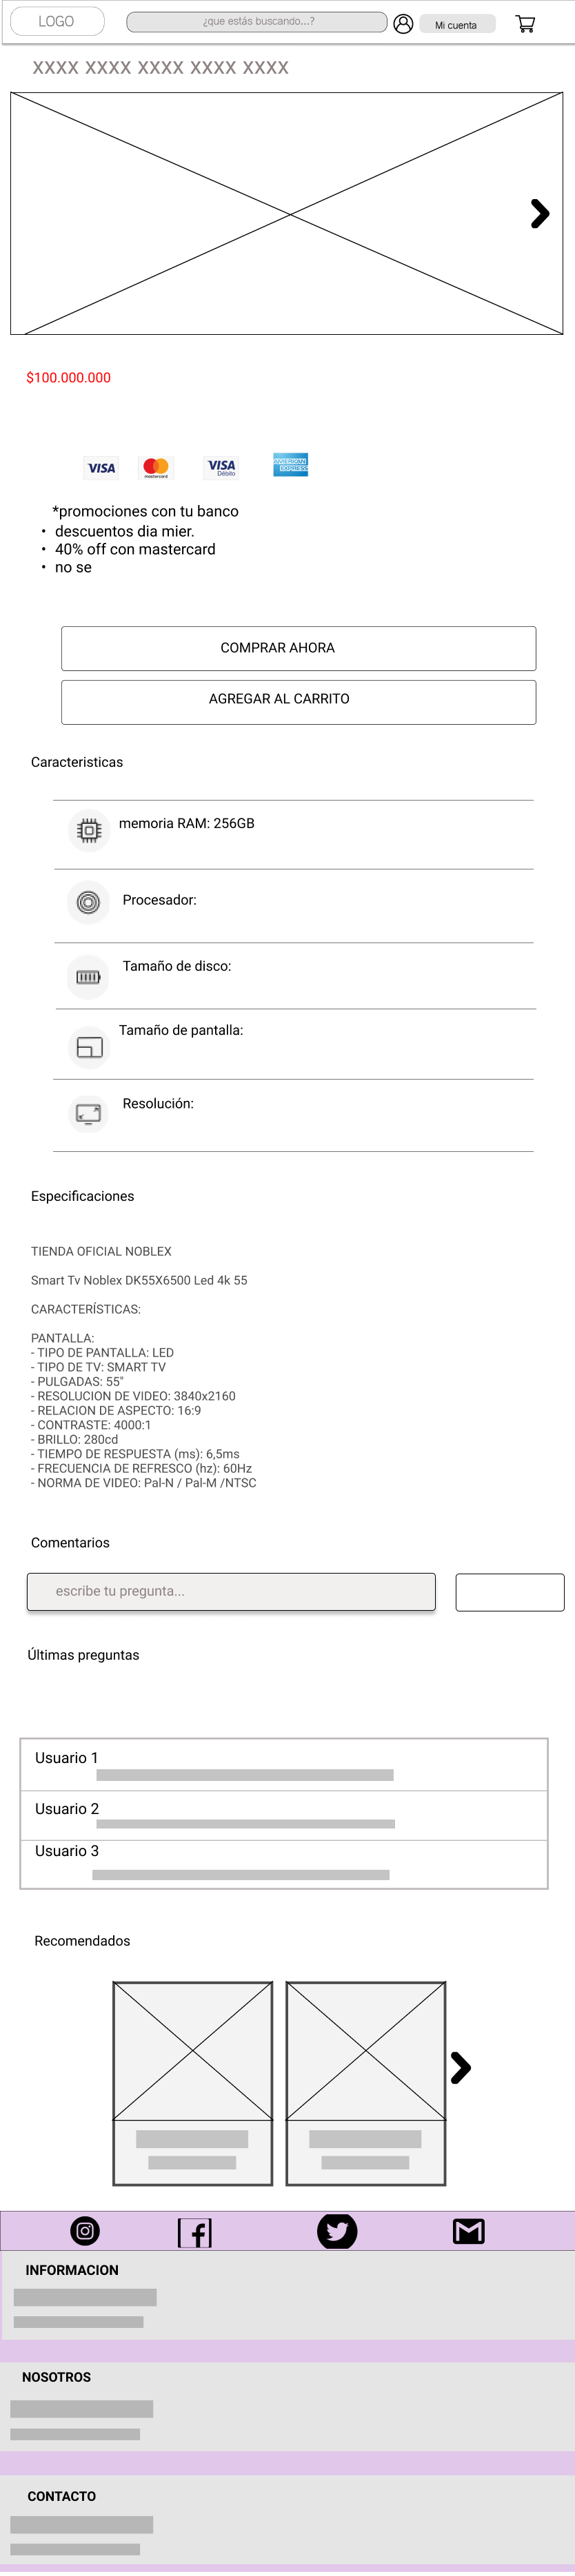 LOGO
¿que estás buscando...?
Mi cuenta
XXXX XXXX XXXX XXXX XXXX
$100.000.000
VISA
mastercard
VISA
Débito
AMERICAN
EXPRESS
*promociones con tu banco
• descuentos dia mier.
• 40% off con mastercard
• no se
COMPRAR AHORA
AGREGAR AL CARRITO
Caracteristicas
memoria RAM: 256GB
Procesador:
Tamaño de disco:
Tamaño de pantalla:
Resolución:
Especificaciones
TIENDA OFICIAL NOBLEX
Smart Tv Noblex DK55X6500 Led 4k 55
CARACTERÍSTICAS:
PANTALLA:
- TIPO DE PANTALLA: LED
- TIPO DE TV: SMART TV
- PULGADAS: 55"
- RESOLUCION DE VIDEO: 3840x2160
- RELACION DE ASPECTO: 16:9
- CONTRASTE: 4000:1
- BRILLO: 280cd
- TIEMPO DE RESPUESTA (ms): 6,5ms
- FRECUENCIA DE REFRESCO (hz): 60Hz
- NORMA DE VIDEO: Pal-N / Pal-M /NTSC
Comentarios
escribe tu pregunta...
Últimas preguntas
Usuario 1
Usuario 2
Usuario 3
Recomendados
INFORMACION
NOSOTROS
CONTACTO